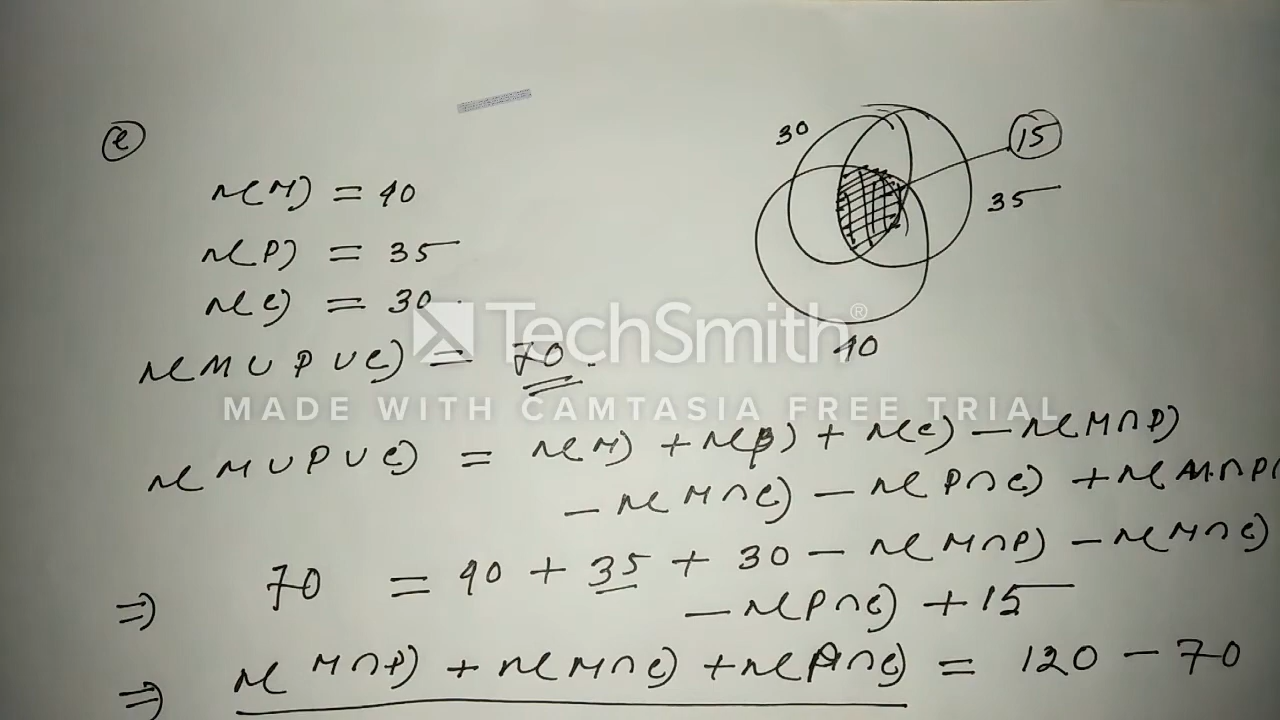 (e)
30
15
35
n(M) = 40
n(P) = 35
n(C) = 30
40
n(M ∪ P ∪ C) = 70.
TechSmith®
MADE WITH CAMTASIA FREE TRIAL
n(M ∪ P ∪ C) = n(M) + n(P) + n(C) – n(M∩P)
– n(M∩C) – n(P∩C) + n(M∩P∩
⇒ 70 = 40 + 35 + 30 – n(M∩P) – n(M∩C)
– n(P∩C) + 15
⇒ n(M∩P) + n(M∩C) + n(P∩C) = 120 – 70